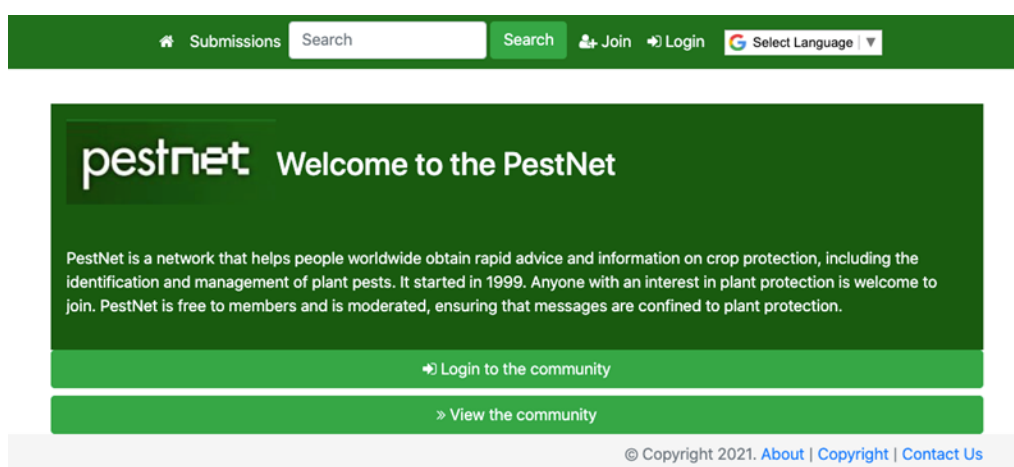 Submissions Search Search Join Login G Select Language ▼
pestnet Welcome to the PestNet
PestNet is a network that helps people worldwide obtain rapid advice and information on crop protection, including the
identification and management of plant pests. It started in 1999. Anyone with an interest in plant protection is welcome to
join. PestNet is free to members and is moderated, ensuring that messages are confined to plant protection.
Login to the community
» View the community
© Copyright 2021. About | Copyright | Contact Us